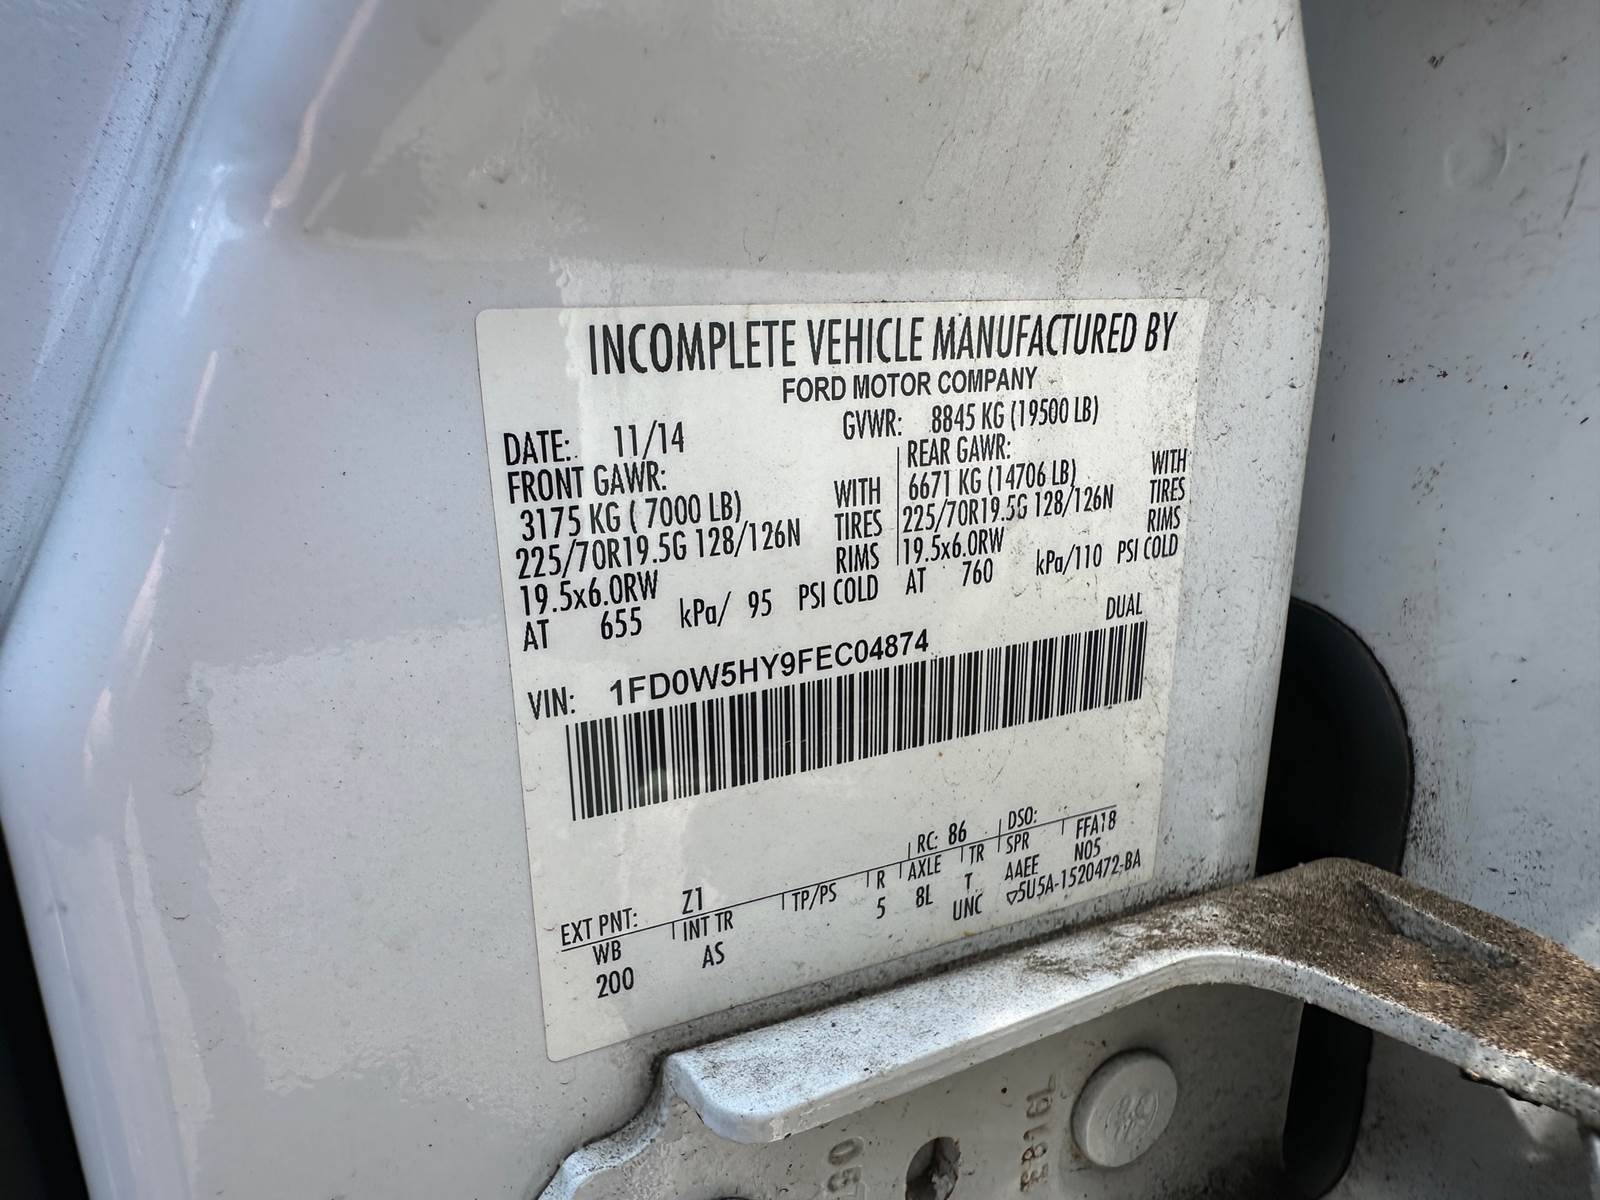 INCOMPLETE VEHICLE MANUFACTURED BY
FORD MOTOR COMPANY
DATE: 11/14 GVWR: 8845 KG (19500 LB)
FRONT GAWR: REAR GAWR:
3175 KG ( 7000 LB) WITH 6671 KG (14706 LB) WITH
225/70R19.5G 128/126N TIRES 225/70R19.5G 128/126N TIRES
19.5x6.0RW RIMS 19.5x6.0RW RIMS
AT 655 kPa/ 95 PSI COLD AT 760 kPa/110 PSI COLD
DUAL
VIN: 1FD0W5HY9FEC04874
RC: 86 DSO:
EXT PNT: Z1 FFA18
WB INT TR TP/PS R AXLE TR SPR N05
200 AS 5 8L T AAEE
UNC ▽5U5A-1520472-BA